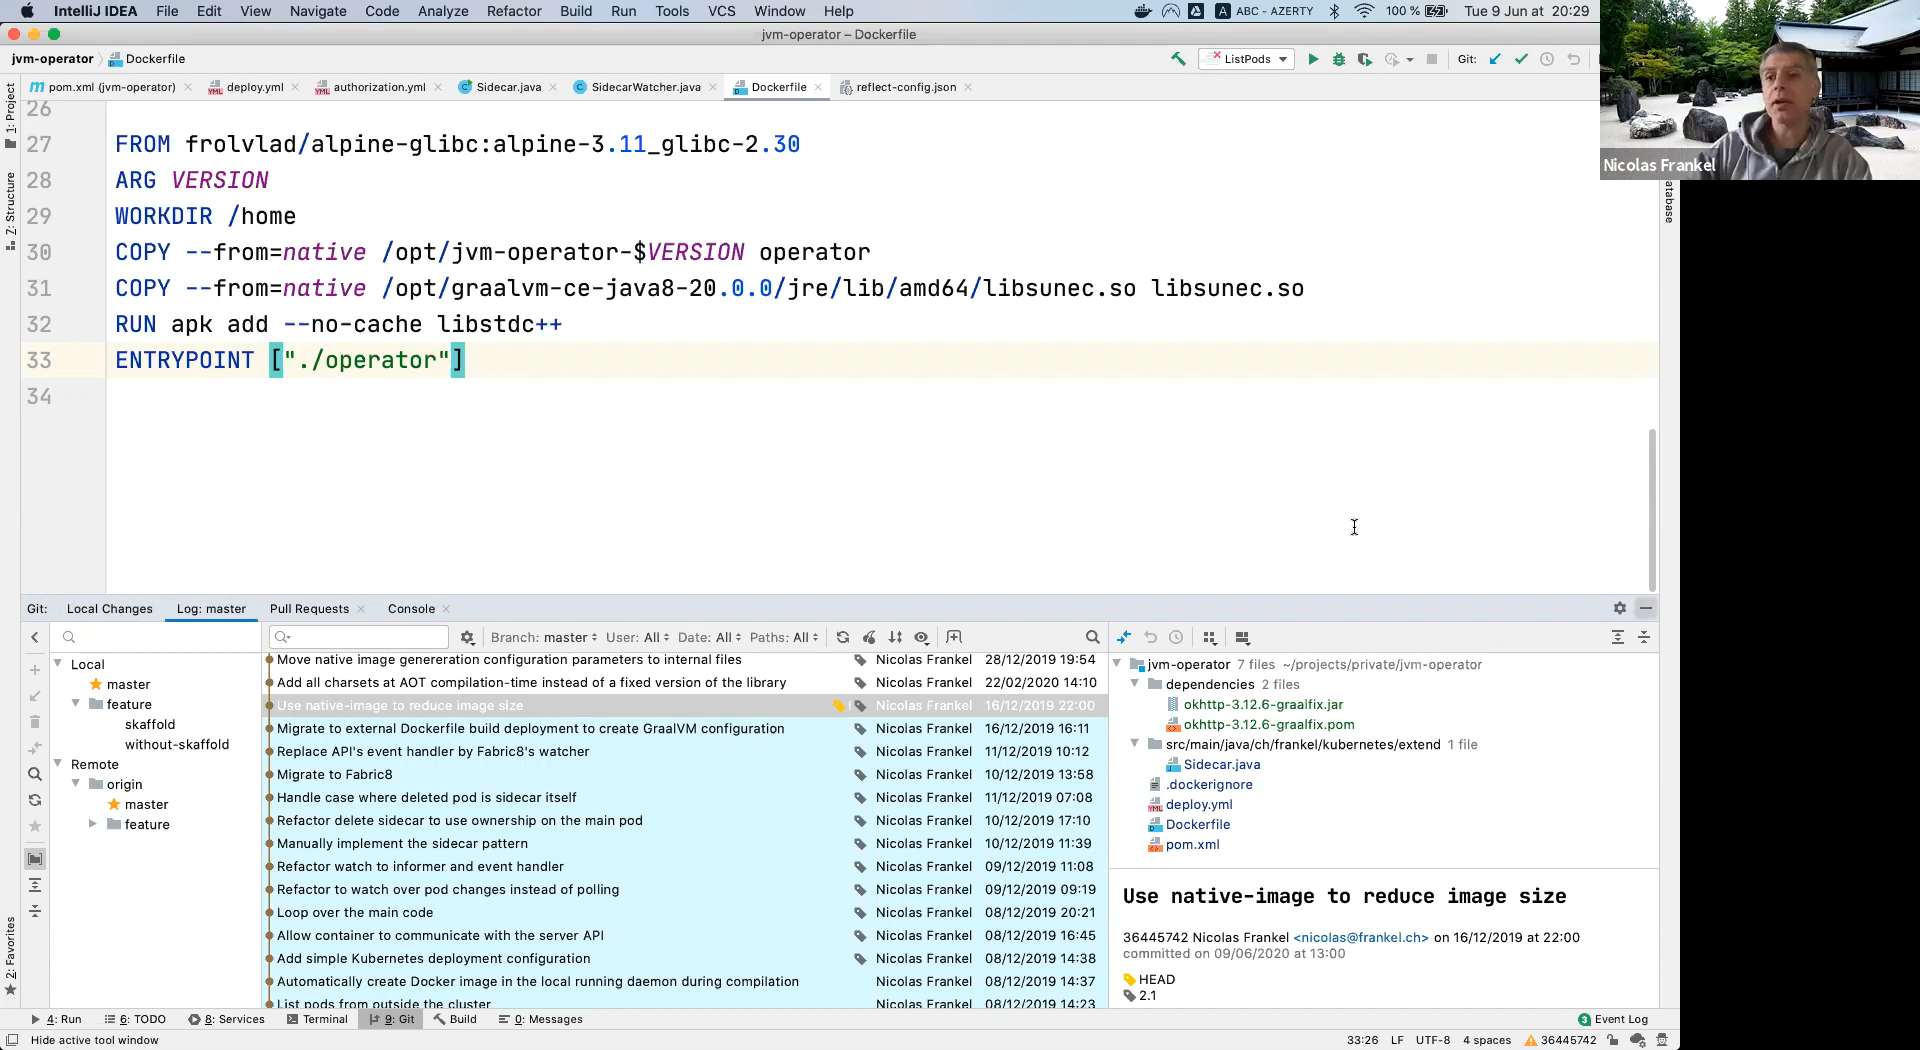 IntelliJ IDEA File Edit View Navigate Code Analyze Refactor Build Run Tools VCS Window Help
A ABC - AZERTY 100 % Tue 9 Jun at 20:29
jvm-operator – Dockerfile
jvm-operator Dockerfile
ListPods Git:
pom.xml (jvm-operator) deploy.yml authorization.yml Sidecar.java SidecarWatcher.java Dockerfile reflect-config.json
Nicolas Frankel
1: Project
Z: Structure
2: Favorites
atabase
26
27 FROM frolvlad/alpine-glibc:alpine-3.11_glibc-2.30
28 ARG VERSION
29 WORKDIR /home
30 COPY --from=native /opt/jvm-operator-$VERSION operator
31 COPY --from=native /opt/graalvm-ce-java8-20.0.0/jre/lib/amd64/libsunec.so libsunec.so
32 RUN apk add --no-cache libstdc++
33 ENTRYPOINT ["./operator"]
34
Git: Local Changes Log: master Pull Requests Console
Branch: master User: All Date: All Paths: All
Local
master
feature
skaffold
without-skaffold
Remote
origin
master
feature
Move native image genereration configuration parameters to internal files Nicolas Frankel 28/12/2019 19:54
Add all charsets at AOT compilation-time instead of a fixed version of the library Nicolas Frankel 22/02/2020 14:10
Use native-image to reduce image size Nicolas Frankel 16/12/2019 22:00
Migrate to external Dockerfile build deployment to create GraalVM configuration Nicolas Frankel 16/12/2019 16:11
Replace API's event handler by Fabric8's watcher Nicolas Frankel 11/12/2019 10:12
Migrate to Fabric8 Nicolas Frankel 10/12/2019 13:58
Handle case where deleted pod is sidecar itself Nicolas Frankel 11/12/2019 07:08
Refactor delete sidecar to use ownership on the main pod Nicolas Frankel 10/12/2019 17:10
Manually implement the sidecar pattern Nicolas Frankel 10/12/2019 11:39
Refactor watch to informer and event handler Nicolas Frankel 09/12/2019 11:08
Refactor to watch over pod changes instead of polling Nicolas Frankel 09/12/2019 09:19
Loop over the main code Nicolas Frankel 08/12/2019 20:21
Allow container to communicate with the server API Nicolas Frankel 08/12/2019 16:45
Add simple Kubernetes deployment configuration Nicolas Frankel 08/12/2019 14:38
Automatically create Docker image in the local running daemon during compilation Nicolas Frankel 08/12/2019 14:37
List pods from outside the cluster Nicolas Frankel 08/12/2019 14:23
jvm-operator 7 files ~/projects/private/jvm-operator
dependencies 2 files
okhttp-3.12.6-graalfix.jar
okhttp-3.12.6-graalfix.pom
src/main/java/ch/frankel/kubernetes/extend 1 file
Sidecar.java
.dockerignore
deploy.yml
Dockerfile
pom.xml
Use native-image to reduce image size
36445742 Nicolas Frankel <nicolas@frankel.ch> on 16/12/2019 at 22:00
committed on 09/06/2020 at 13:00
HEAD
2.1
4: Run 6: TODO 8: Services Terminal 9: Git Build 0: Messages 3 Event Log
Hide active tool window 33:26 LF UTF-8 4 spaces 36445742